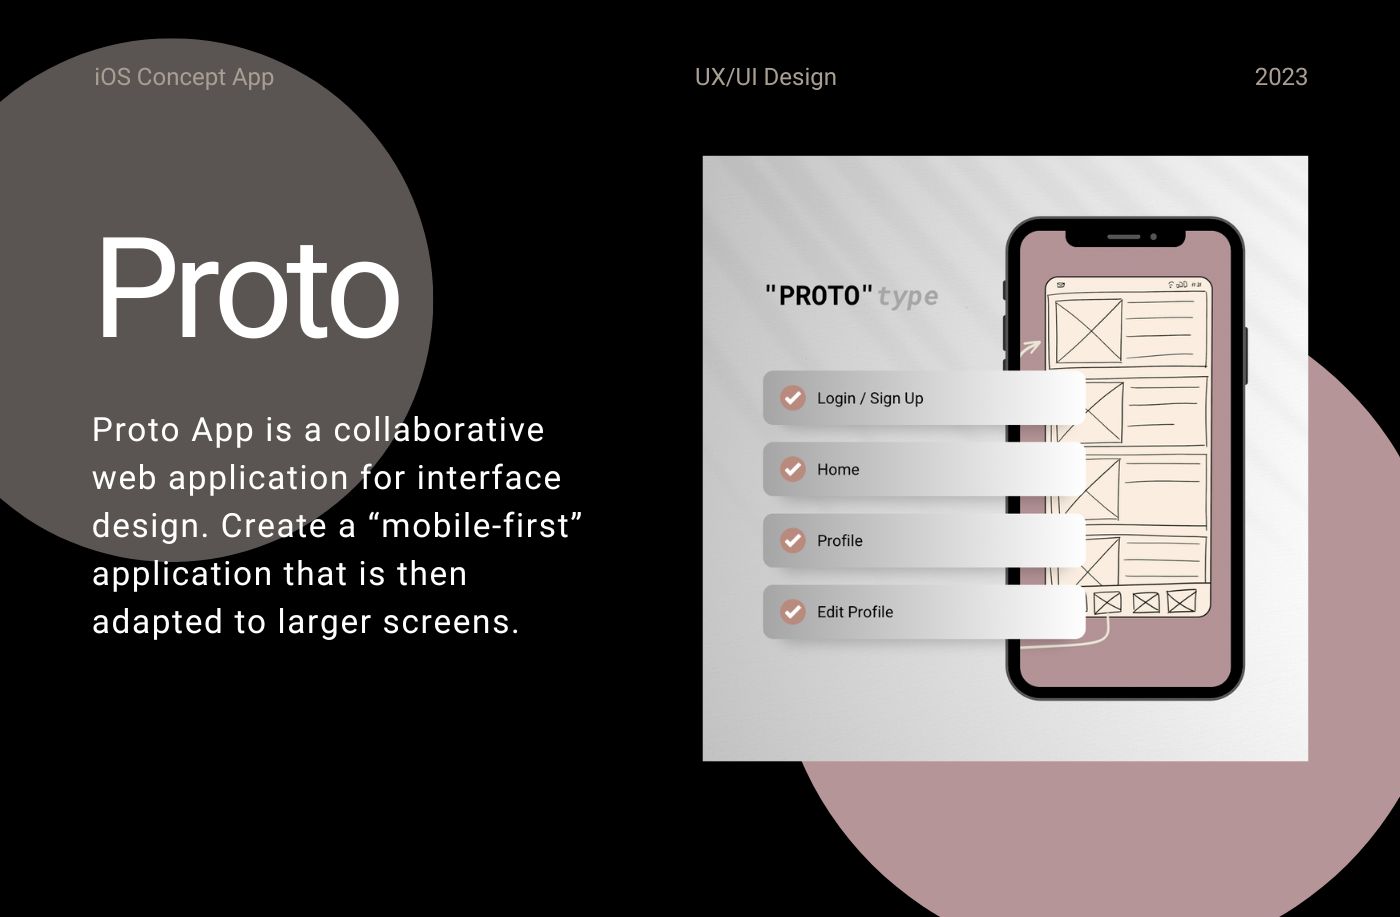 iOS Concept App
UX/UI Design
2023
Proto
Proto App is a collaborative
web application for interface
design. Create a “mobile-first”
application that is then
adapted to larger screens.
"PROTO"type
Login / Sign Up
Home
Profile
Edit Profile